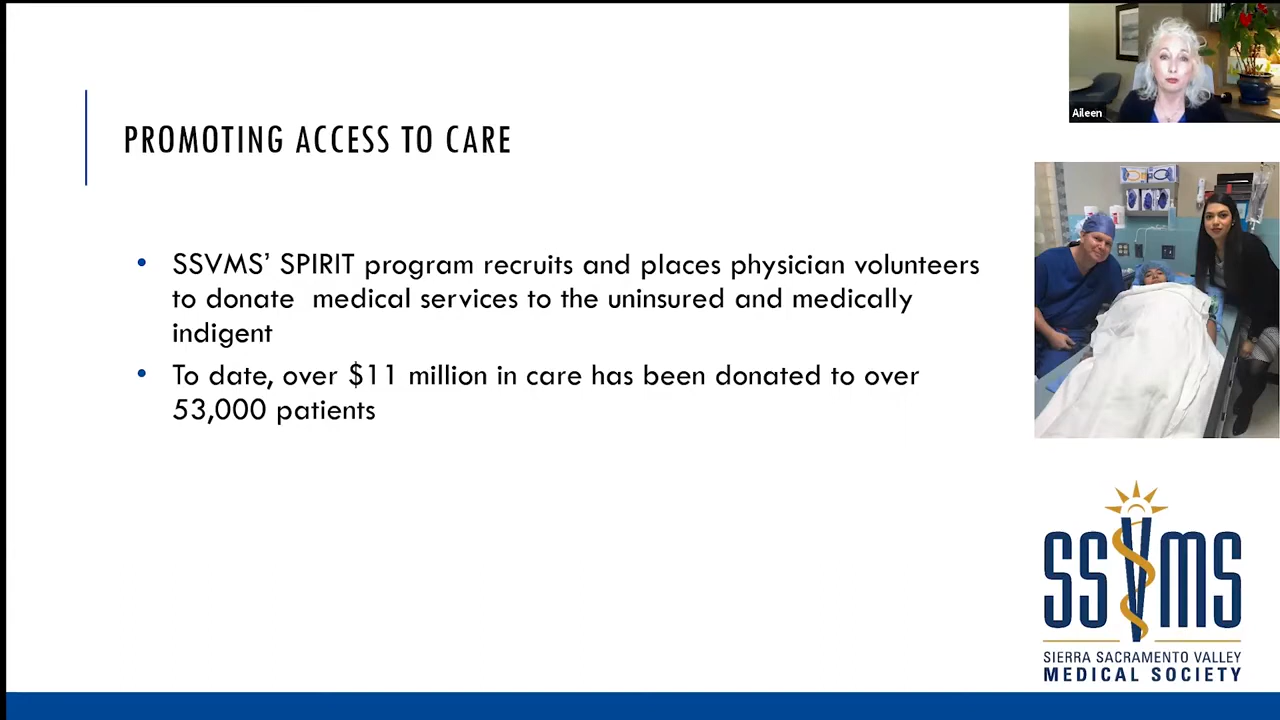 Aileen
PROMOTING ACCESS TO CARE
• SSVMS’ SPIRIT program recruits and places physician volunteers
to donate  medical services to the uninsured and medically
indigent
• To date, over $11 million in care has been donated to over
53,000 patients
SSVMS
SIERRA SACRAMENTO VALLEY
MEDICAL SOCIETY